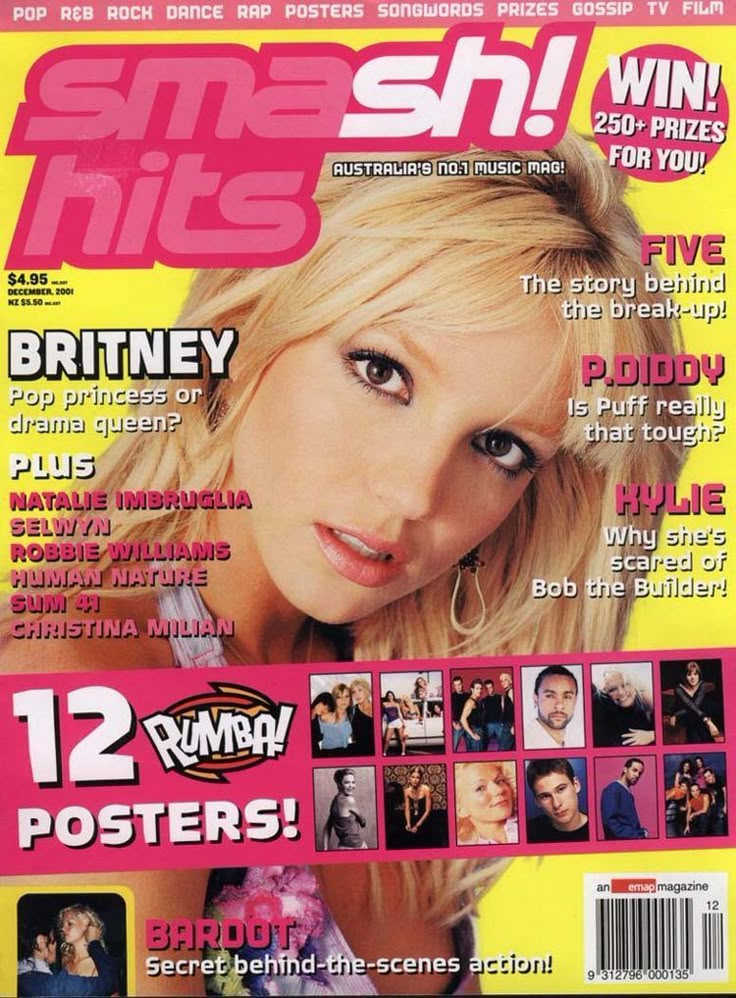 POP R&B ROCK DANCE RAP POSTERS SONGWORDS PRIZES GOSSIP TV FILM
smash!
hits
AUSTRALIA'S NO.1 MUSIC MAG!
WIN!
250+ PRIZES
FOR YOU!
$4.95
DECEMBER, 2001
NZ $5.50
BRITNEY
Pop princess or
drama queen?
PLUS
NATALIE IMBRUGLIA
SELWYN
ROBBIE WILLIAMS
HUMAN NATURE
SUM 41
CHRISTINA MILIAN
FIVE
The story behind
the break-up!
P.DIDDY
Is Puff really
that tough?
KYLIE
Why she's
scared of
Bob the Builder!
12 RUMBA!
POSTERS!
BARDOT
Secret behind-the-scenes action!
an emap magazine
12
9 312796 000135